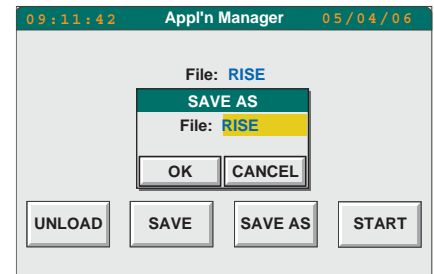 09:11:42 Appl'n Manager 05/04/06
File: RISE
SAVE AS
File: RISE
OK CANCEL
UNLOAD SAVE SAVE AS START